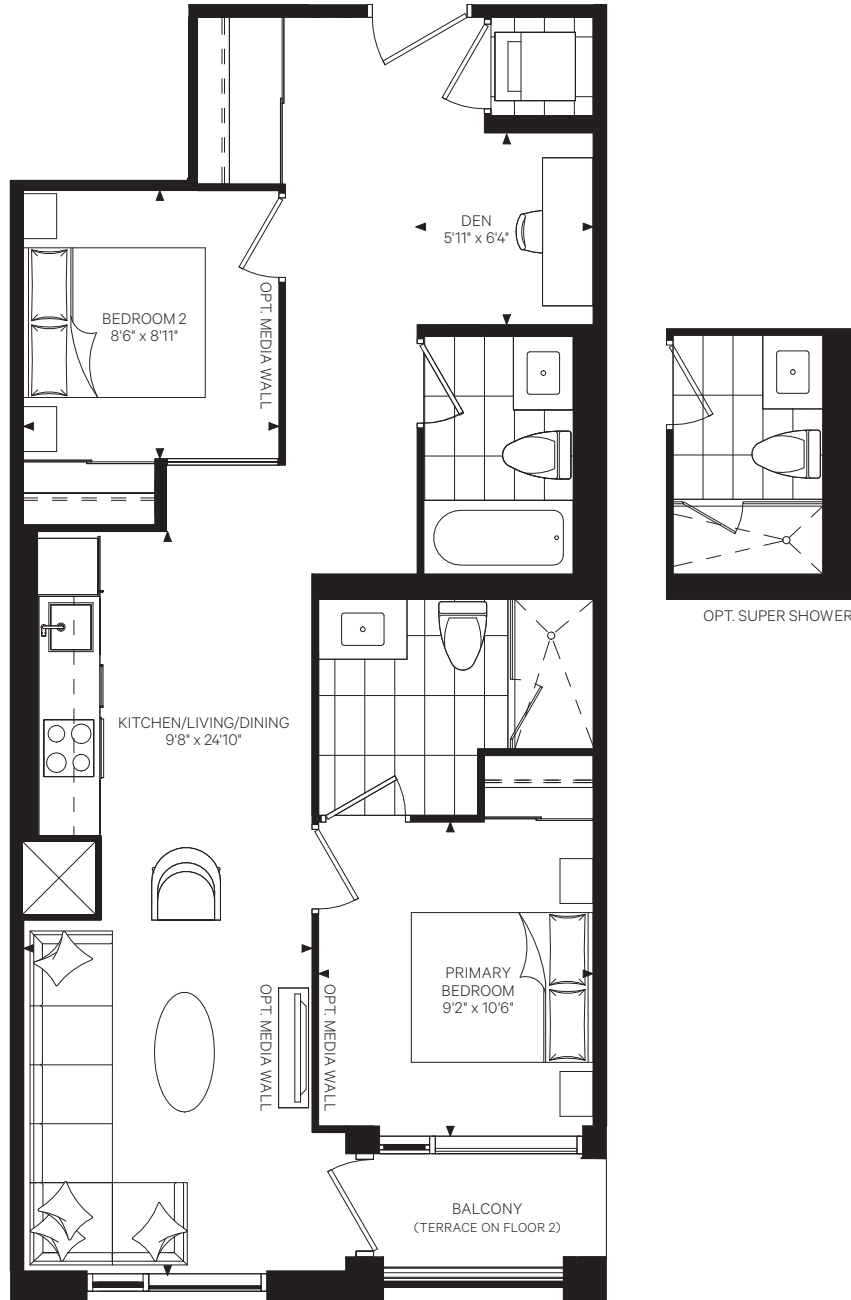 DEN
5'11" x 6'4"
BEDROOM 2
8'6" x 8'11"
OPT. MEDIA WALL
OPT. SUPER SHOWER
KITCHEN/LIVING/DINING
9'8" x 24'10"
PRIMARY
BEDROOM
9'2" x 10'6"
OPT. MEDIA WALL
OPT. MEDIA WALL
BALCONY
(TERRACE ON FLOOR 2)